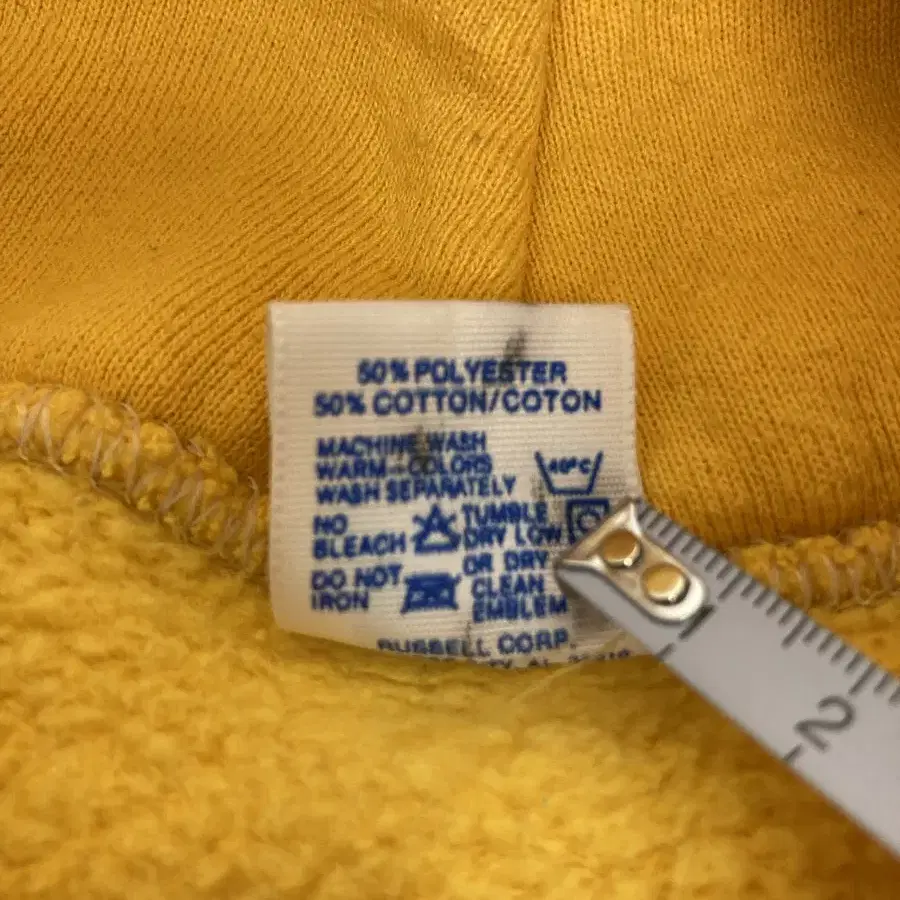 50% POLYESTER
50% COTTON/COTON
MACHINE WASH
WARM-COLORS
WASH SEPARATELY
40°C
NO
BLEACH
TUMBLE
DRY LOW
DO NOT
IRON
OR DRY
CLEAN
EMBLEM
RUSSELL CORP.
AL
1
2